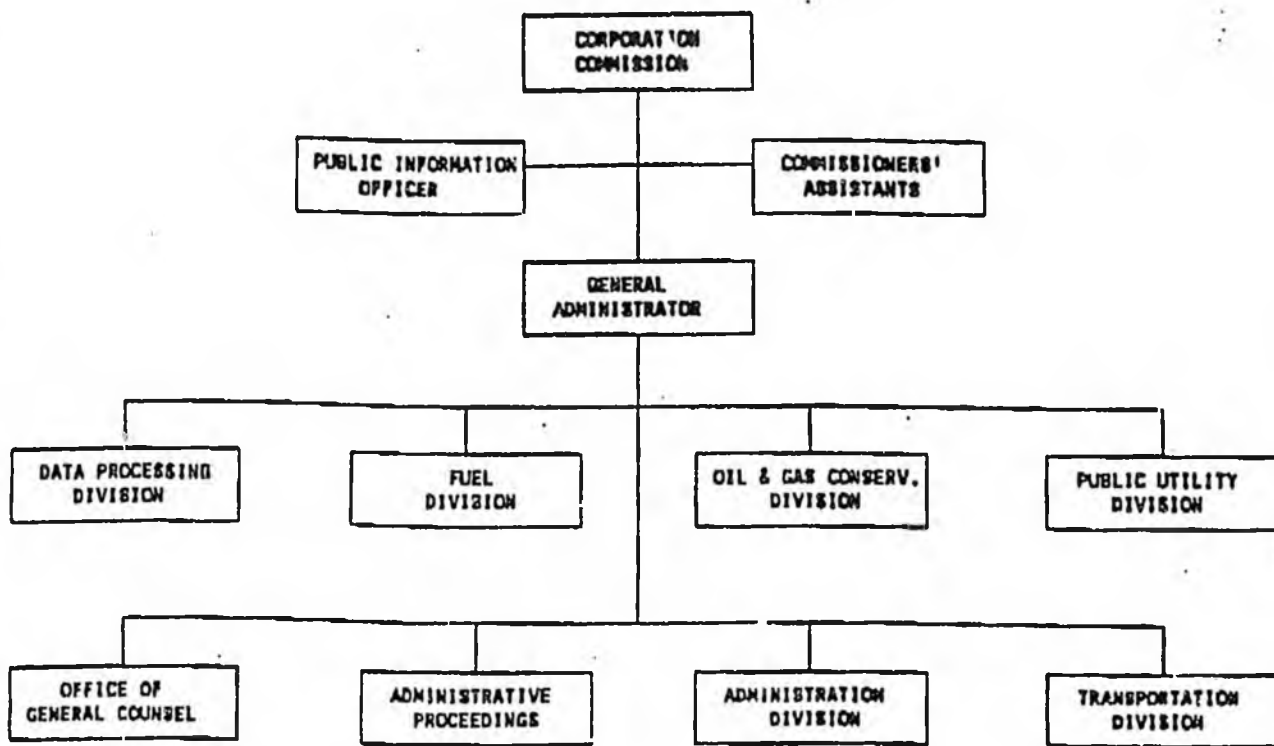 CORPORATION
COMMISSION
PUBLIC INFORMATION
OFFICER
COMMISSIONERS'
ASSISTANTS
GENERAL
ADMINISTRATOR
DATA PROCESSING
DIVISION
FUEL
DIVISION
OIL & GAS CONSERV.
DIVISION
PUBLIC UTILITY
DIVISION
OFFICE OF
GENERAL COUNSEL
ADMINISTRATIVE
PROCEEDINGS
ADMINISTRATION
DIVISION
TRANSPORTATION
DIVISION